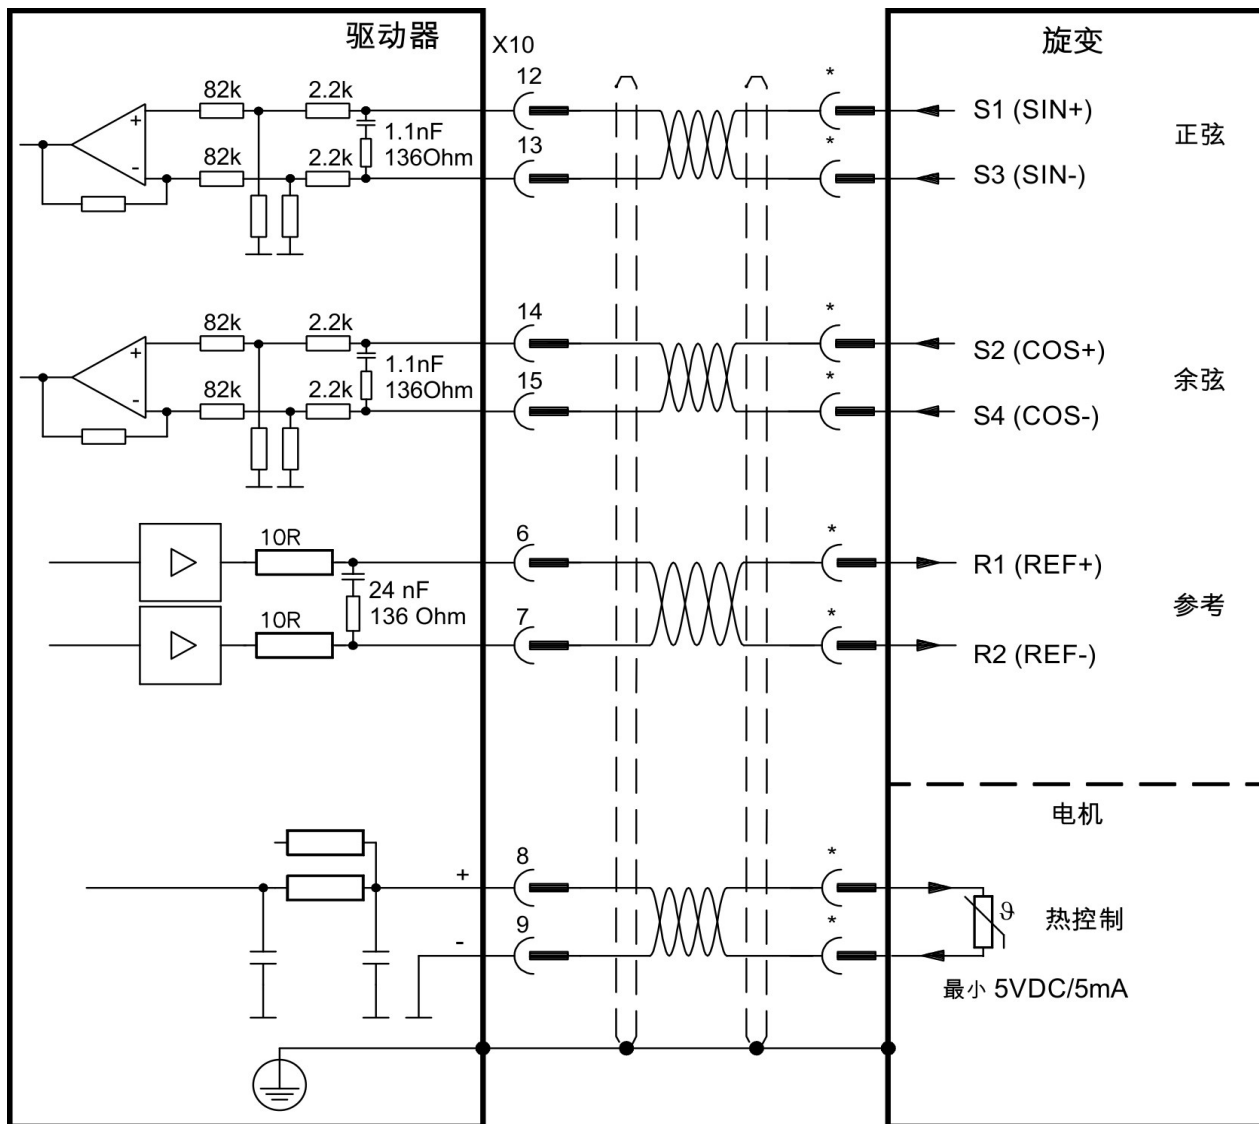 驱动器
X10
旋变
12
*
82k
2.2k
S1 (SIN+)
+
1.1nF
正弦
136Ohm
13
*
-
82k
2.2k
S3 (SIN-)
14
*
82k
2.2k
S2 (COS+)
+
1.1nF
余弦
136Ohm
15
*
-
82k
2.2k
S4 (COS-)
6
*
10R
R1 (REF+)
24 nF
136 Ohm
参考
7
*
10R
R2 (REF-)
电机
8
*
+
9
*
ϑ
热控制
-
最小 5VDC/5mA